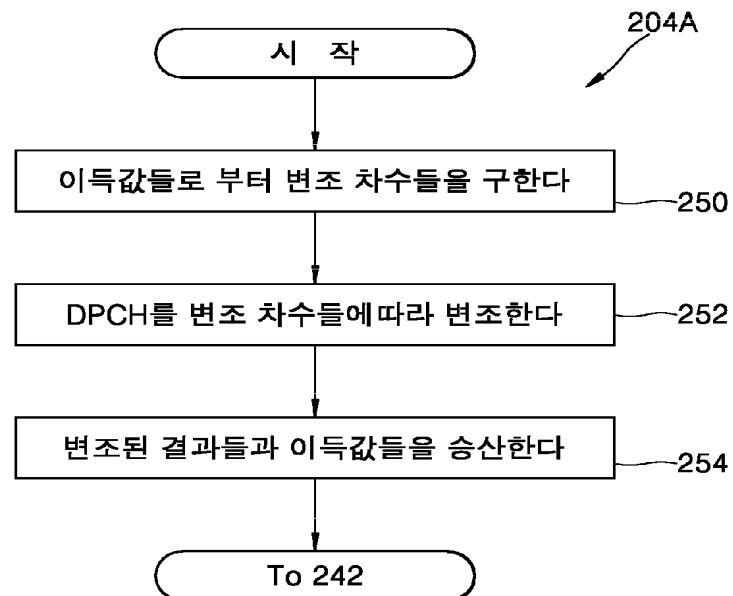 204A
시 작
이득값들로 부터 변조 차수들을 구한다
250
DPCH를 변조 차수들에따라 변조한다
252
변조된 결과들과 이득값들을 승산한다
254
To 242